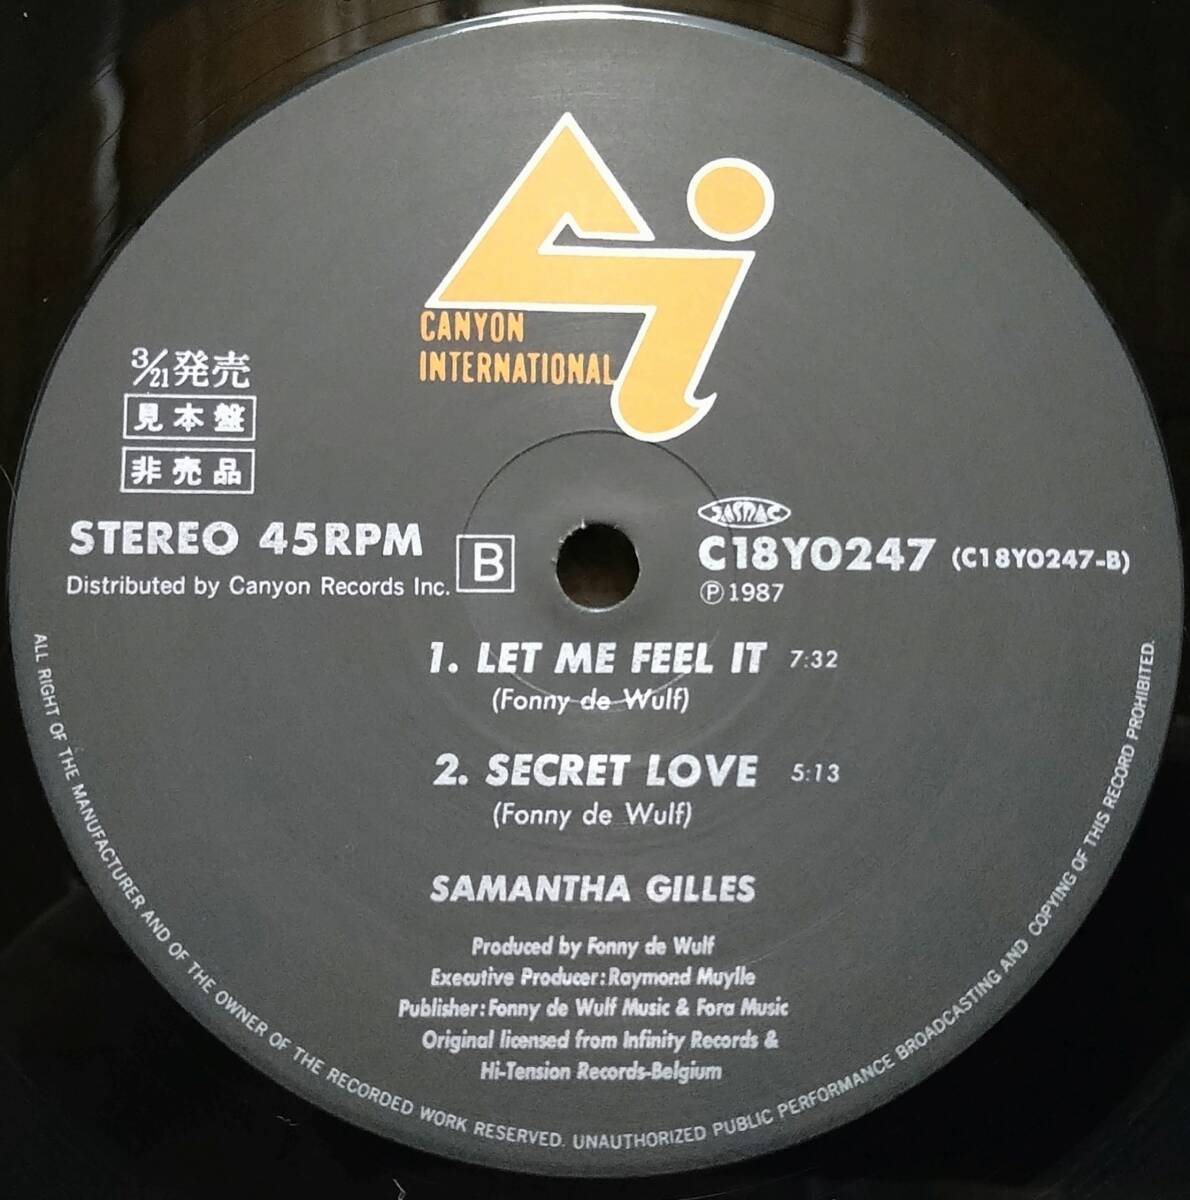 CANYON
INTERNATIONAL
3/21発売
見本盤
非売品
STEREO 45RPM
Distributed by Canyon Records Inc.
B
JASRAC
C18Y0247 (C18Y0247-B)
Ⓟ1987
1. LET ME FEEL IT 7:32
(Fonny de Wulf)
2. SECRET LOVE 5:13
(Fonny de Wulf)
SAMANTHA GILLES
Produced by Fonny de Wulf
Executive Producer:Raymond Muylle
Publisher:Fonny de Wulf Music & Fora Music
Original licensed from Infinity Records &
Hi-Tension Records-Belgium
ALL RIGHT OF THE MANUFACTURER AND OF THE OWNER OF THE RECORDED WORK RESERVED. UNAUTHORIZED PUBLIC PERFORMANCE BROADCASTING AND COPYING OF THIS RECORD PROHIBITED.